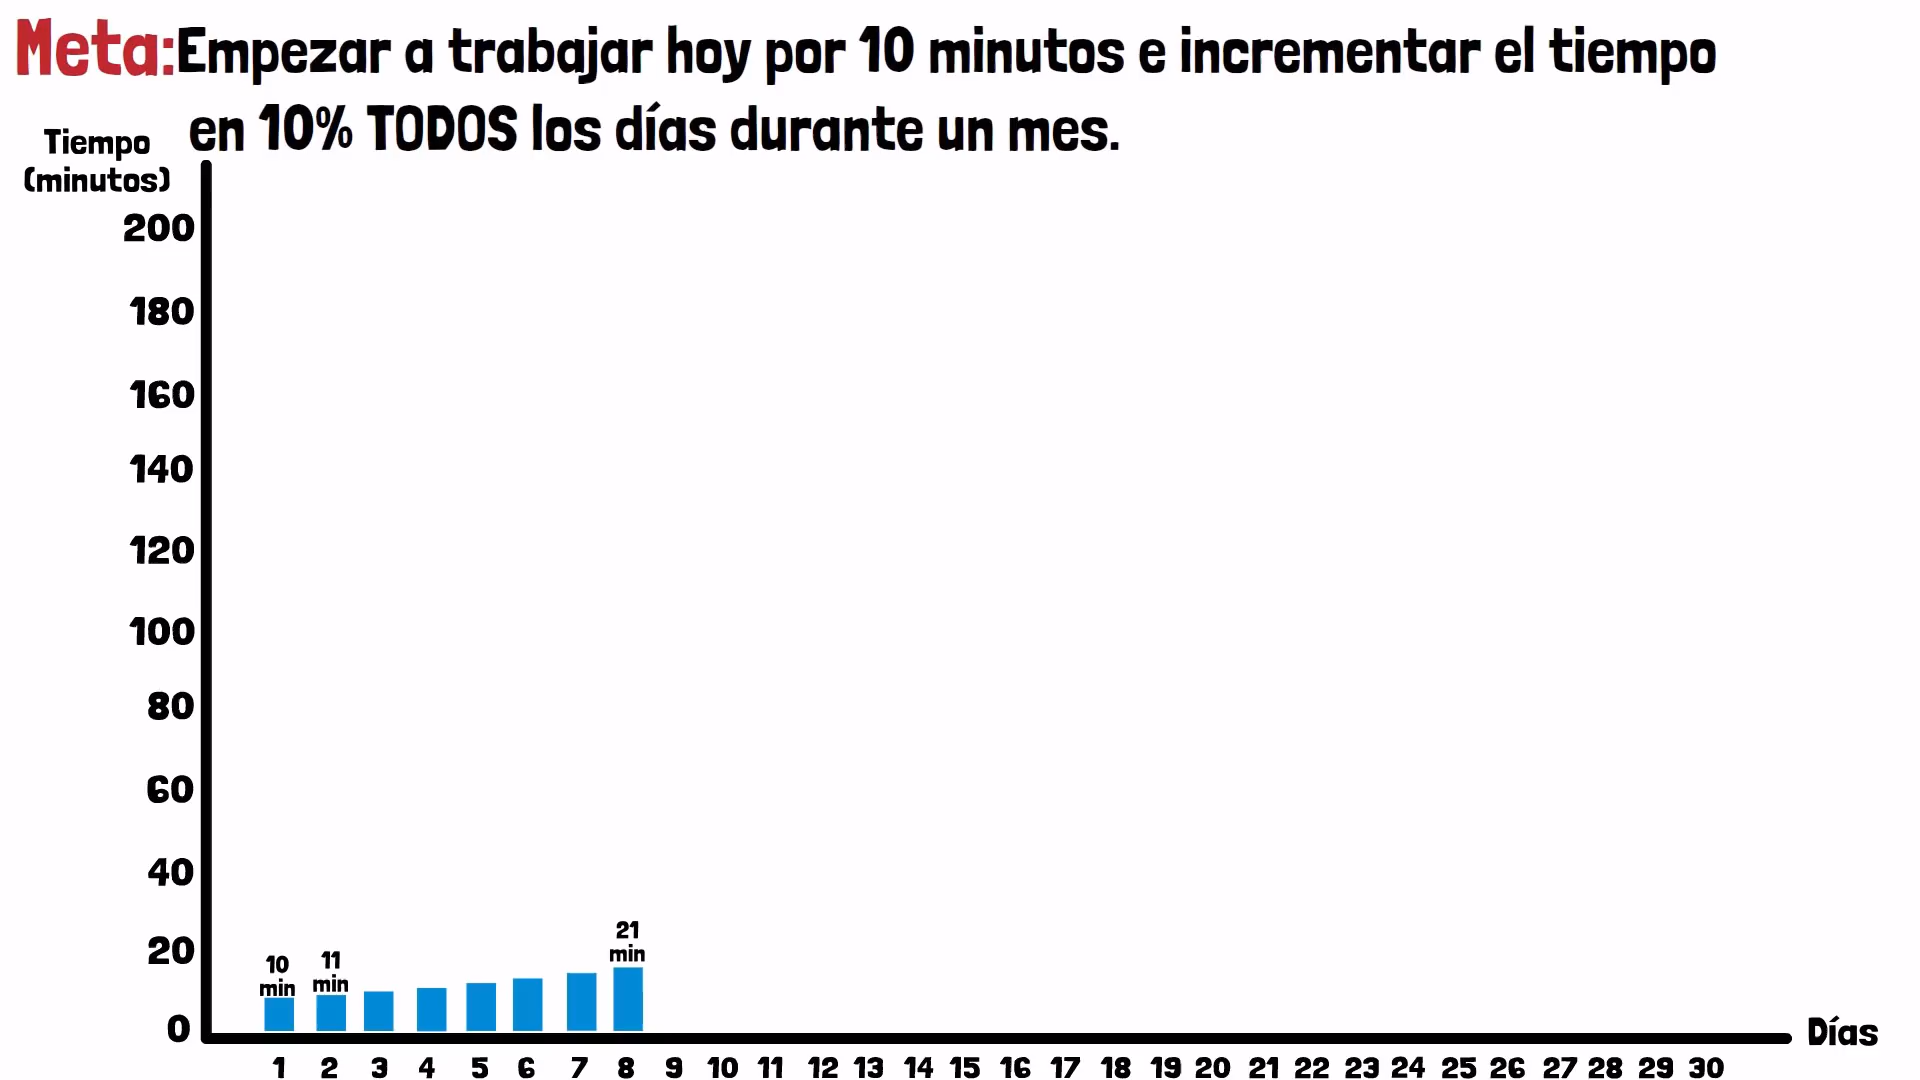 Meta:Empezar a trabajar hoy por 10 minutos e incrementar el tiempo
en 10% TODOS los días durante un mes.
Tiempo
(minutos)
200
180
160
140
120
100
80
60
40
20
0
10
min
11
min
21
min
1 2 3 4 5 6 7 8 9 10 11 12 13 14 15 16 17 18 19 20 21 22 23 24 25 26 27 28 29 30
Días